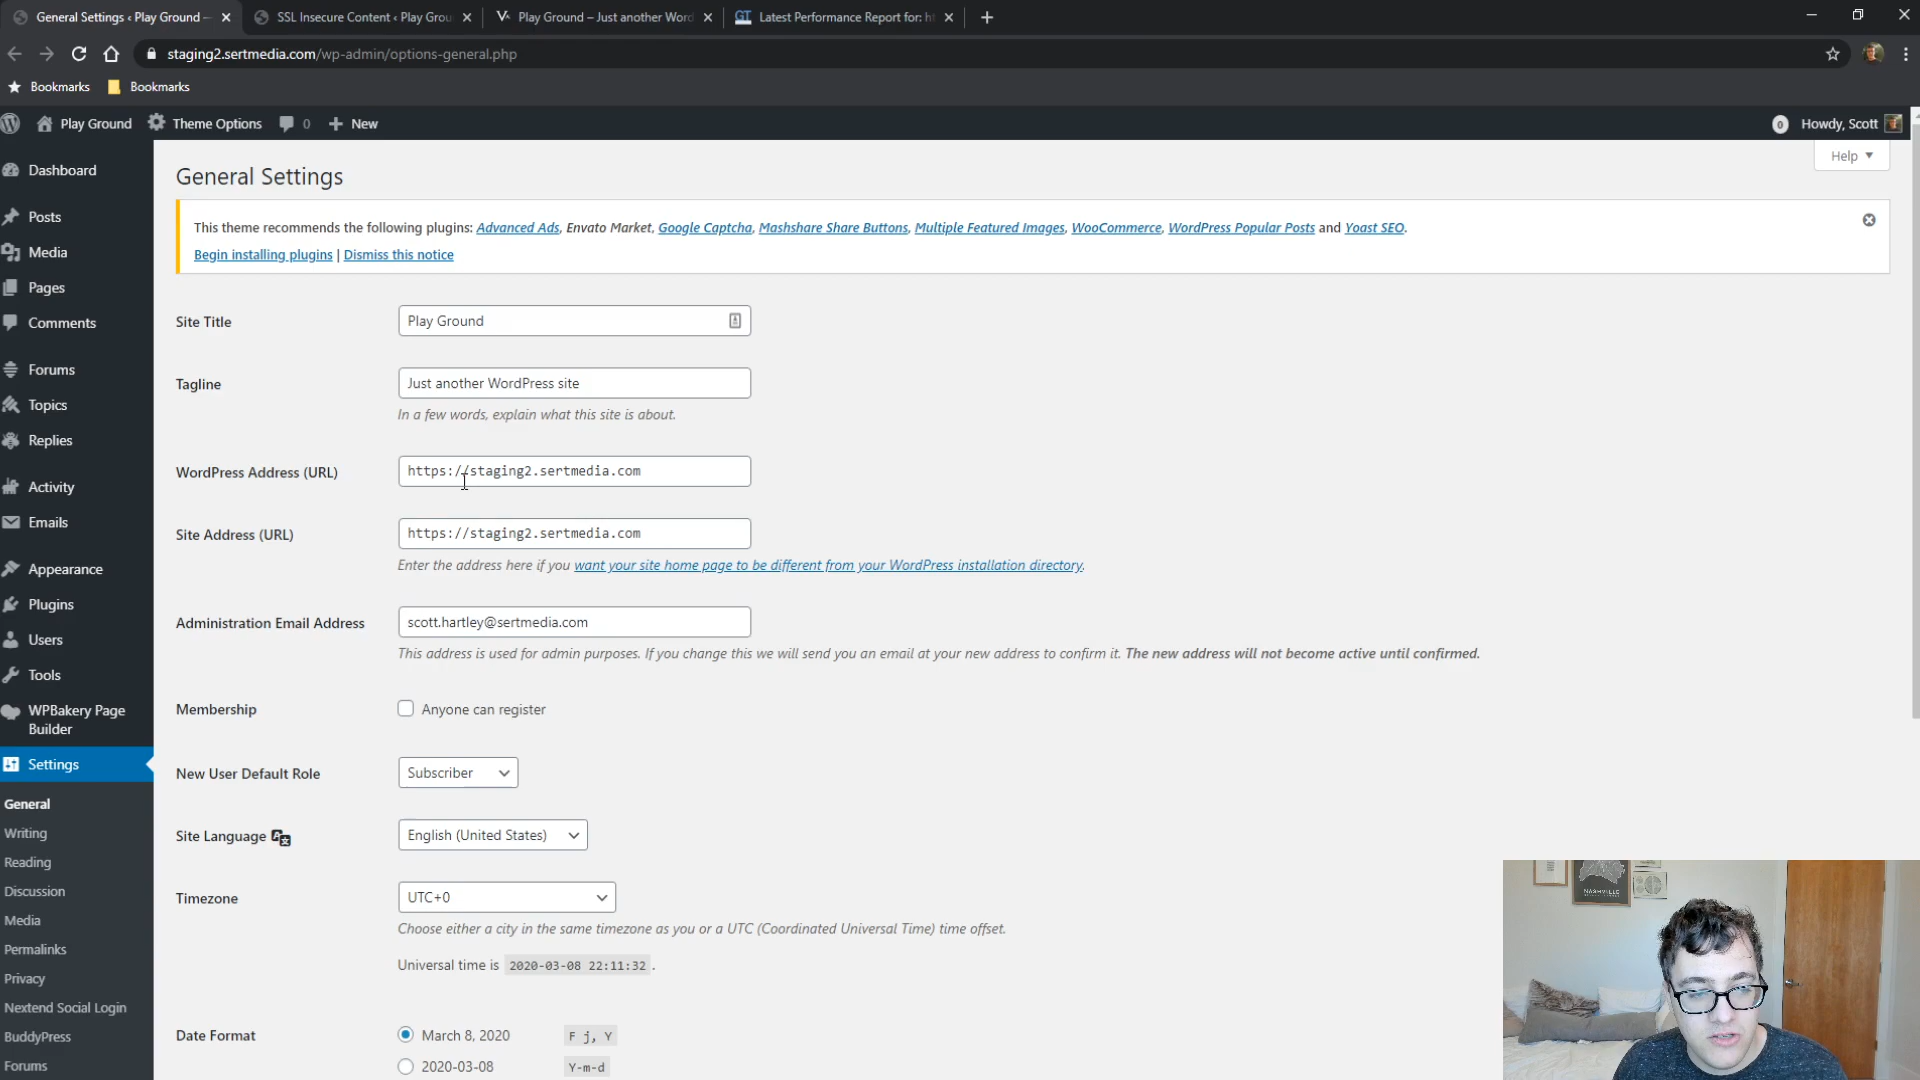 General Settings ‹ Play Ground —
SSL Insecure Content ‹ Play Grou
Play Ground – Just another Word
Latest Performance Report for: ht
staging2.sertmedia.com/wp-admin/options-general.php
Bookmarks
Bookmarks
Play Ground
Theme Options
0
New
0
Howdy, Scott
Help
Dashboard
Posts
Media
Pages
Comments
Forums
Topics
Replies
Activity
Emails
Appearance
Plugins
Users
Tools
WPBakery Page
Builder
Settings
General
Writing
Reading
Discussion
Media
Permalinks
Privacy
Nextend Social Login
BuddyPress
Forums
General Settings
This theme recommends the following plugins: Advanced Ads, Envato Market, Google Captcha, Mashshare Share Buttons, Multiple Featured Images, WooCommerce, WordPress Popular Posts and Yoast SEO.
Begin installing plugins | Dismiss this notice
Site Title
Play Ground
Tagline
Just another WordPress site
In a few words, explain what this site is about.
WordPress Address (URL)
https://staging2.sertmedia.com
Site Address (URL)
https://staging2.sertmedia.com
Enter the address here if you want your site home page to be different from your WordPress installation directory.
Administration Email Address
scott.hartley@sertmedia.com
This address is used for admin purposes. If you change this we will send you an email at your new address to confirm it. The new address will not become active until confirmed.
Membership
Anyone can register
New User Default Role
Subscriber
Site Language
English (United States)
Timezone
UTC+0
Choose either a city in the same timezone as you or a UTC (Coordinated Universal Time) time offset.
Universal time is 2020-03-08 22:11:32 .
Date Format
March 8, 2020
F j, Y
2020-03-08
Y-m-d
NASHVILLE